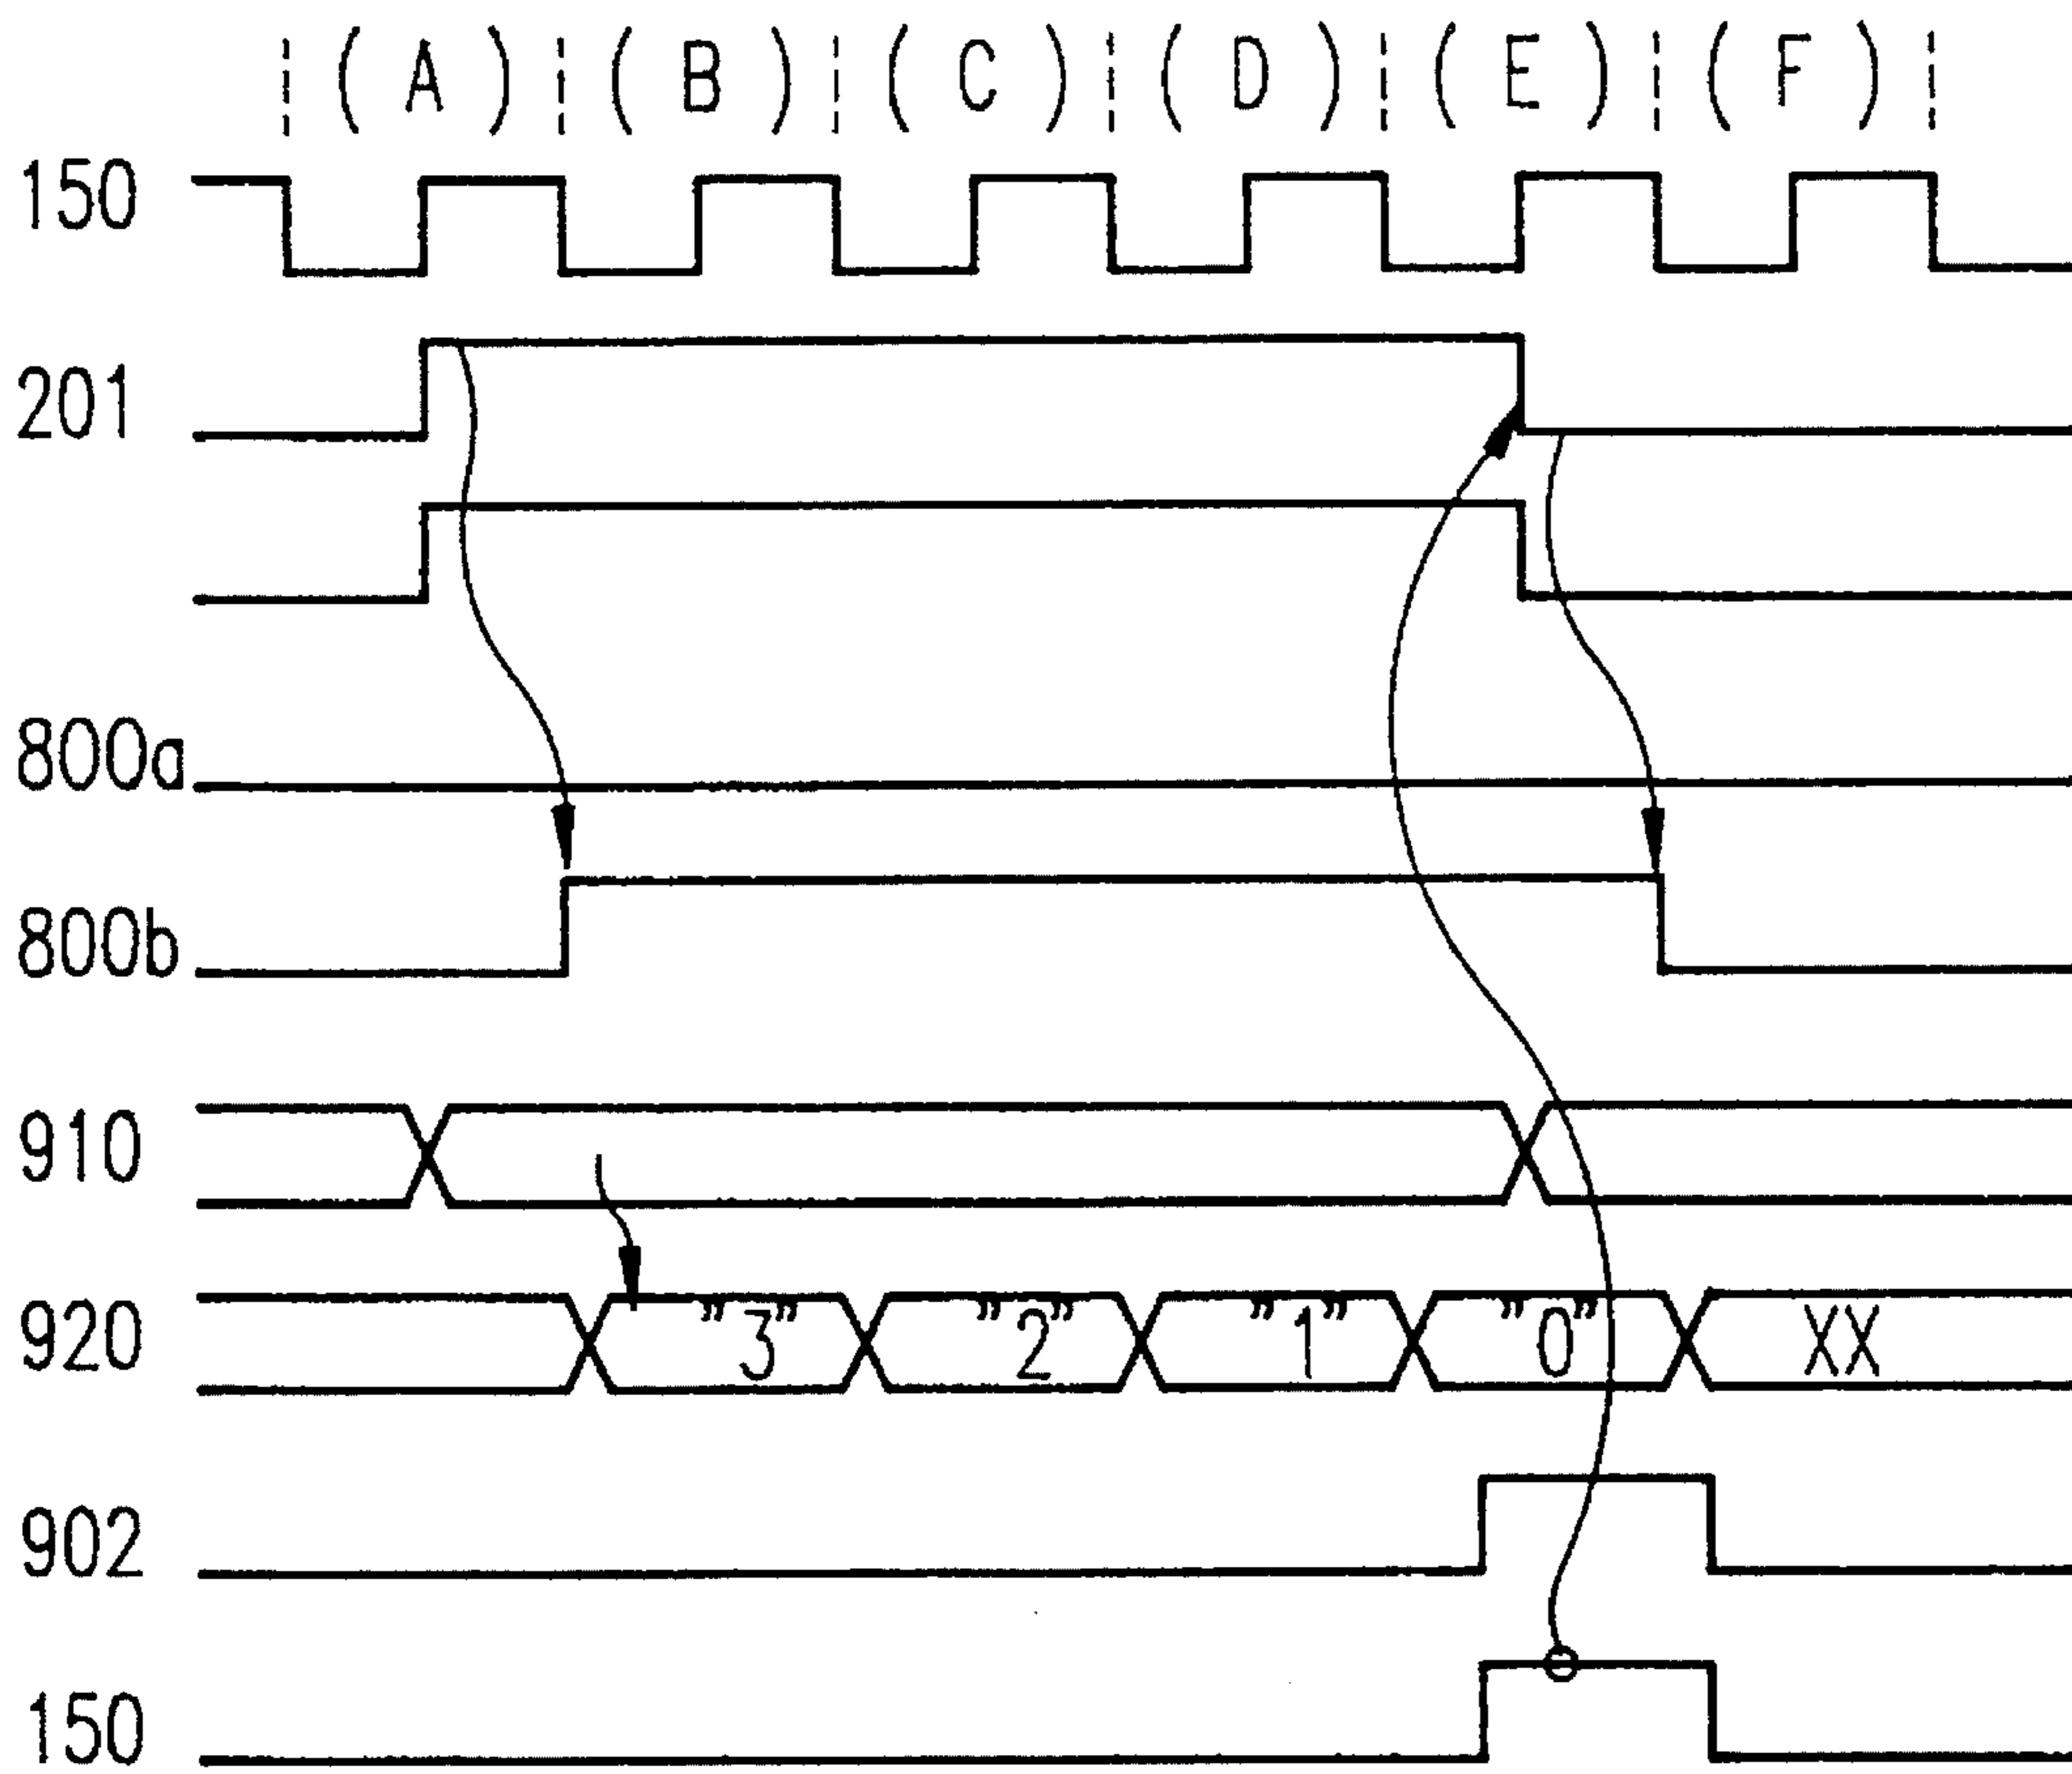 (A) (B) (C) (D) (E) (F)
150
201
800a
800b
910
920 "3" "2" "1" "0" XX
902
150